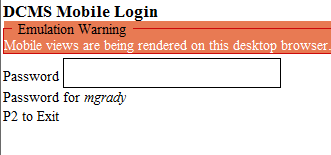 DCMS Mobile Login
Emulation Warning
Mobile views are being rendered on this desktop browser.
Password
Password for mgrady
P2 to Exit